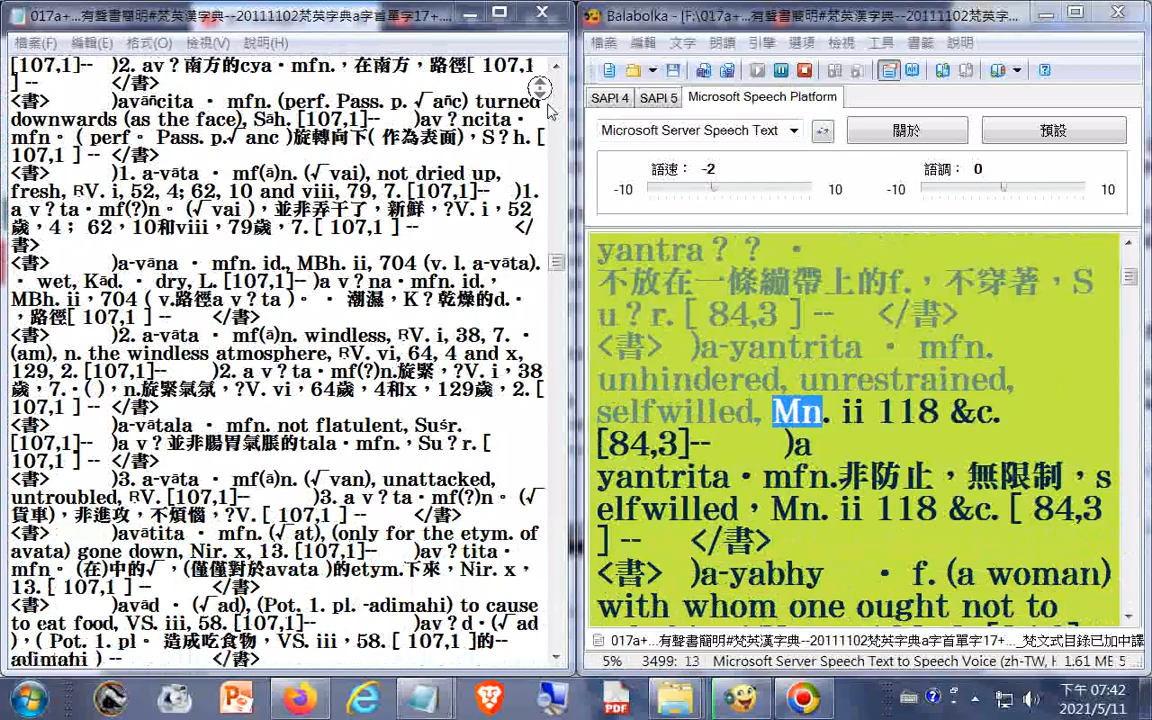 有聲書簡明#梵英漢字典--20111102梵英字典a字首單字17+...
檔案(F) 編輯(E) 格式(O) 檢視(V) 說明(H)
[107,1]-- )2. av？南方的cya‧mfn.，在南方，路徑[ 107,1
] -- </書>
<書> )avāñcita ‧ mfn. (perf. Pass. p. √añc) turned
downwards (as the face), Sāh. [107,1]-- )av？ncita‧
mfn。( perf。Pass. p.√anc )旋轉向下( 作為表面)，S？h. [
107,1 ] -- </書>
<書> )1. a-vāta ‧ mf(ā)n. (√vai), not dried up,
fresh, RV. i, 52, 4; 62, 10 and viii, 79, 7. [107,1]-- )1.
a v？ta‧mf(?)n。(√vai )，並非弄干了，新鮮，?V. i，52
歲，4； 62，10和viii，79歲，7. [ 107,1 ] -- </
書>
<書> )a-vāna ‧ mfn. id., MBh. ii, 704 (v. l. a-vāta).
‧ wet, Kād. ‧ dry, L. [107,1]-- )a v？na‧mfn. id.，
MBh. ii，704 ( v.路徑a v？ta )。‧ 潮濕，K？乾燥的d.‧
，路徑[ 107,1 ] -- </書>
<書> )2. a-vāta ‧ mf(ā)n. windless, RV. i, 38, 7. ‧
(am), n. the windless atmosphere, RV. vi, 64, 4 and x,
129, 2. [107,1]-- )2. a v？ta‧mf(?)n.旋緊，?V. i，38
歲，7.‧( )，n.旋緊氣氛，?V. vi，64歲，4和x，129歲，2. [
107,1 ] -- </書>
<書> )a-vātala ‧ mfn. not flatulent, Suśr.
[107,1]-- )a v？並非腸胃氣脹的tala‧mfn.，Su？r. [
107,1 ] -- </書>
<書> )3. a-vāta ‧ mf(ā)n. (√van), unattacked,
untroubled, RV. [107,1]-- )3. a v？ta‧mf(?)n。(√
貨車)，非進攻，不煩惱，?V. [ 107,1 ] -- </書>
<書> )avātita ‧ mfn. (√at), (only for the etym. of
avata) gone down, Nir. x, 13. [107,1]-- )av？tita‧
mfn。(在)中的√，(僅僅對於avata )的etym.下來，Nir. x，
13. [ 107,1 ] -- </書>
<書> )avād ‧ (√ad), (Pot. 1. pl. -adimahi) to cause
to eat food, VS. iii, 58. [107,1]-- )av？d‧(√ad
)，( Pot. 1. pl。造成吃食物，VS. iii，58. [ 107,1 ]的--
adimahi ) -- </書>
Balabolka - [F:\017a+...有聲書簡明#梵英漢字典--20111102梵英字...
檔案 編輯 文字 朗讀 引擎 選項 檢視 工具 書籤 說明
SAPI 4 SAPI 5 Microsoft Speech Platform
Microsoft Server Speech Text 關於 預設
語速： -2 語調： 0
-10 10 -10 10
yantra？？ ‧
不放在一條繃帶上的f.，不穿著，S
u？r. [ 84,3 ] -- </書>
<書> )a-yantrita ‧ mfn.
unhindered, unrestrained,
selfwilled, Mn. ii 118 &c.
[84,3]-- )a
yantrita‧mfn.非防止，無限制，s
elfwilled，Mn. ii 118 &c. [ 84,3
] -- </書>
<書> )a-yabhy ‧ f. (a woman)
with whom one ought not to
017a+...有聲書簡明#梵英漢字典--20111102梵英字典a字首單字17+..._梵文式目錄已加中譯
5% 3499: 13 Microsoft Server Speech Text to Speech Voice (zh-TW, H 1.61 MB 5
PDF
下午 07:42
2021/5/11